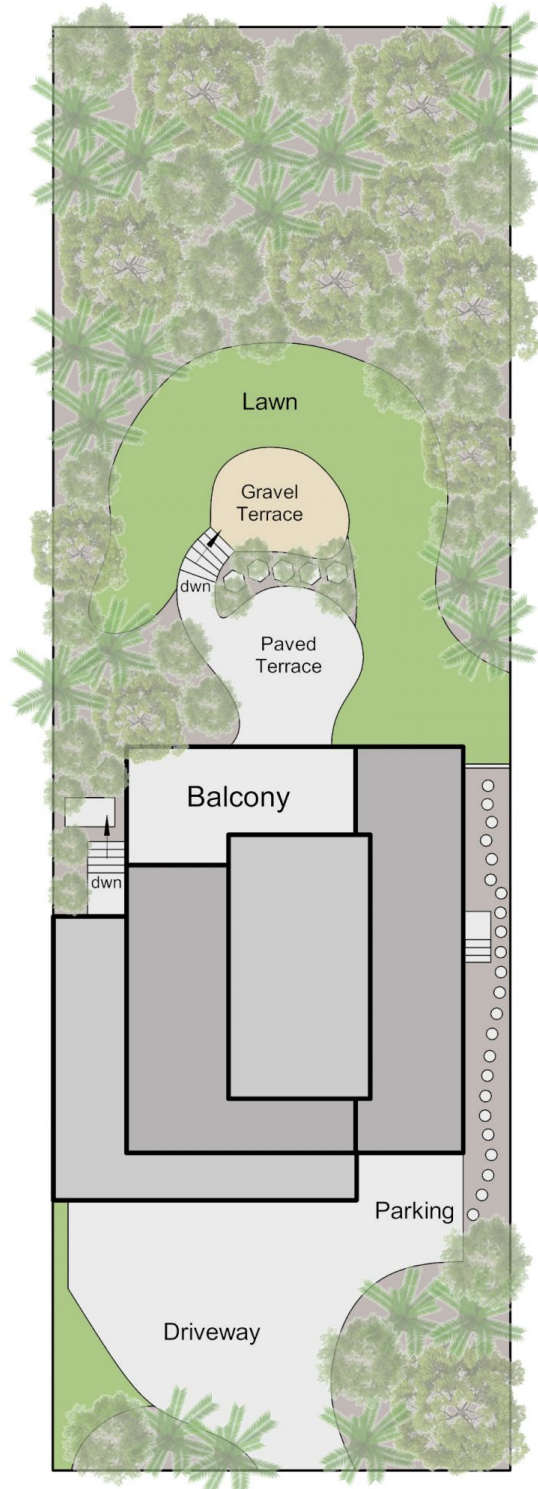 Lawn
Gravel
Terrace
dwn
Paved
Terrace
Balcony
dwn
Parking
Driveway